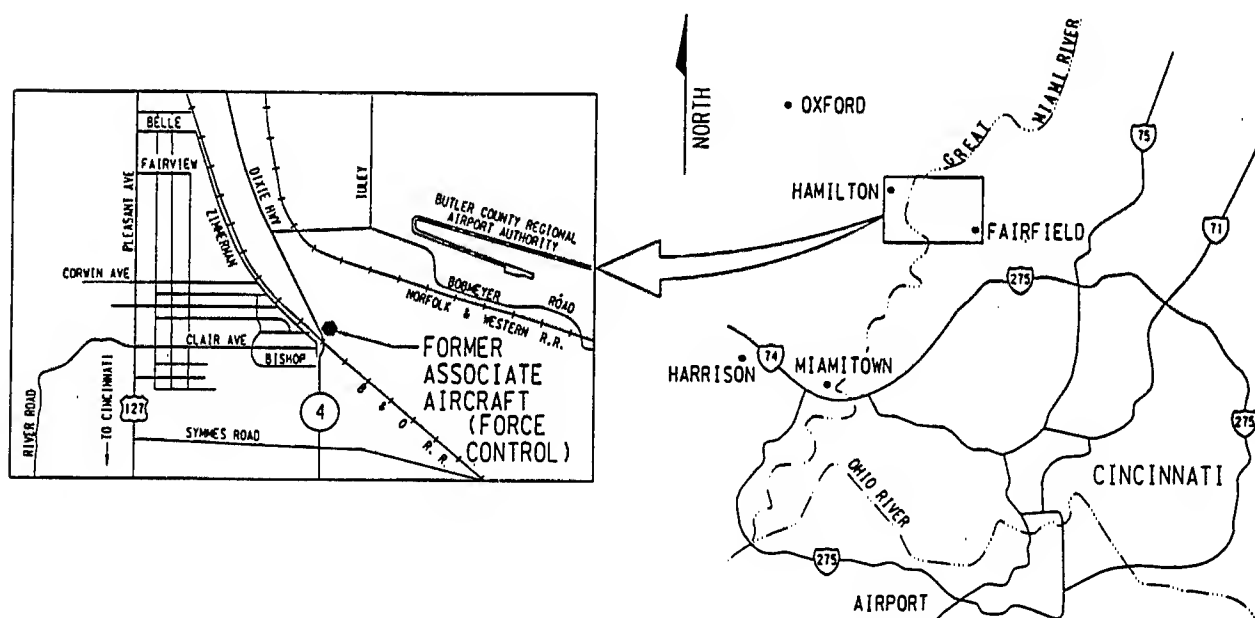 BELLE
FAIRVIEW
PLEASANT AVE
ZIMMERMAN
DIXIE HWY
TULEY
BUTLER COUNTY REGIONAL
AIRPORT AUTHORITY
CORWIN AVE
BOBMEYER ROAD
NORFOLK & WESTERN R.R.
CLAIR AVE
BISHOP
FORMER
ASSOCIATE
AIRCRAFT
(FORCE
CONTROL)
RIVER ROAD
TO CINCINNATI
127
4
SYMMES ROAD
B & O R.R.
NORTH
OXFORD
GREAT MIAMI RIVER
75
HAMILTON
FAIRFIELD
71
275
74
HARRISON
MIAMITOWN
275
OHIO RIVER
CINCINNATI
275
AIRPORT